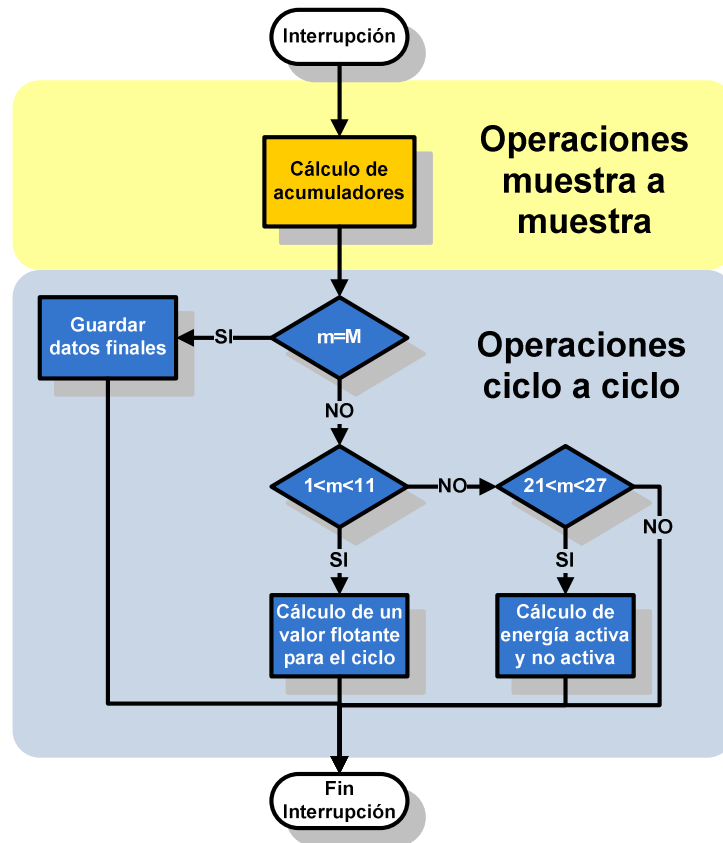 Interrupción
Cálculo de
acumuladores
Operaciones
muestra a
muestra
Guardar
datos finales
SI
m=M
Operaciones
ciclo a ciclo
NO
1<m<11
NO
21<m<27
NO
SI
SI
Cálculo de un
valor flotante
para el ciclo
Cálculo de
energía activa
y no activa
Fin
Interrupción